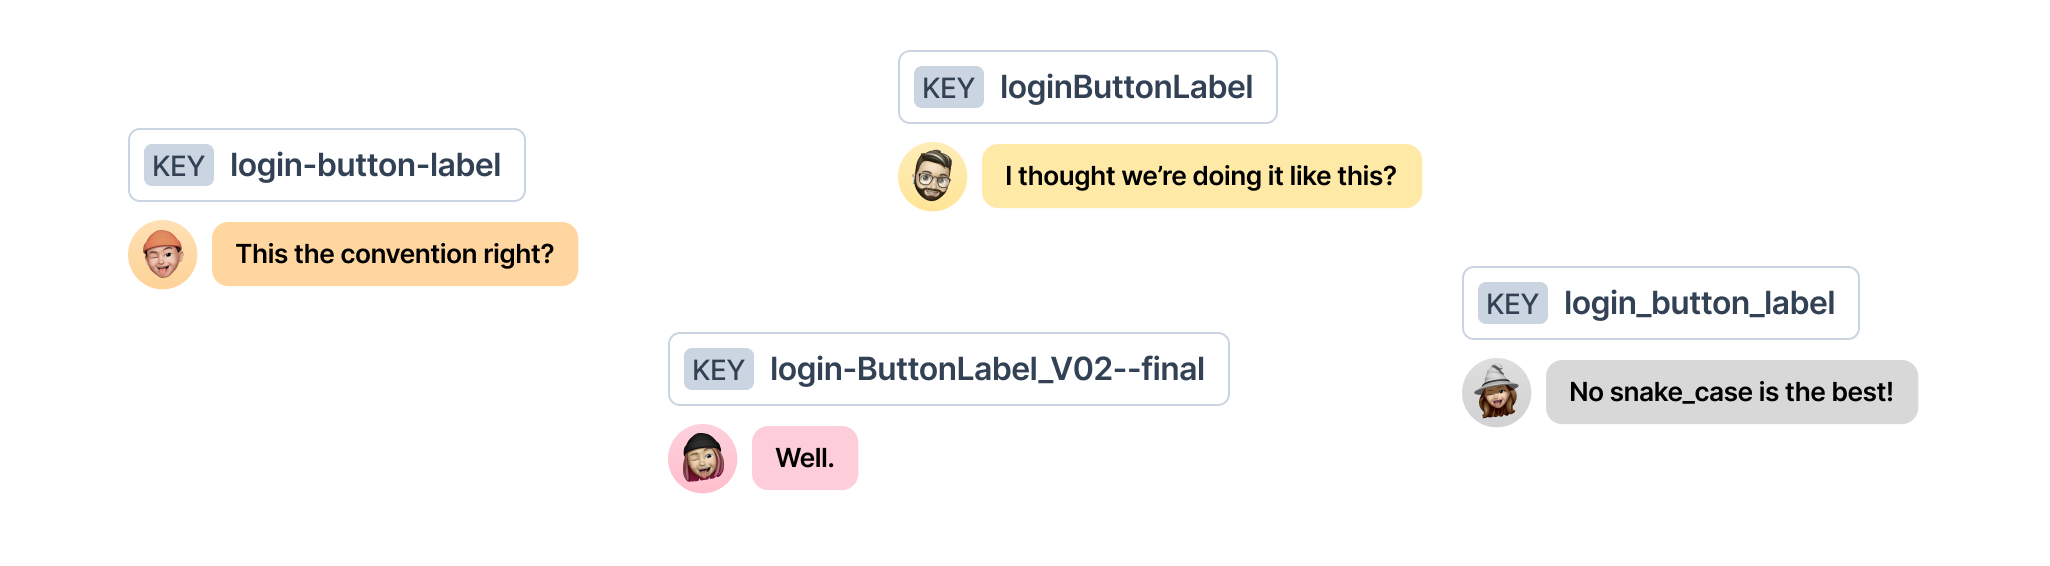 KEY loginButtonLabel
I thought we’re doing it like this?
KEY login-button-label
This the convention right?
KEY login_button_label
No snake_case is the best!
KEY login-ButtonLabel_V02--final
Well.